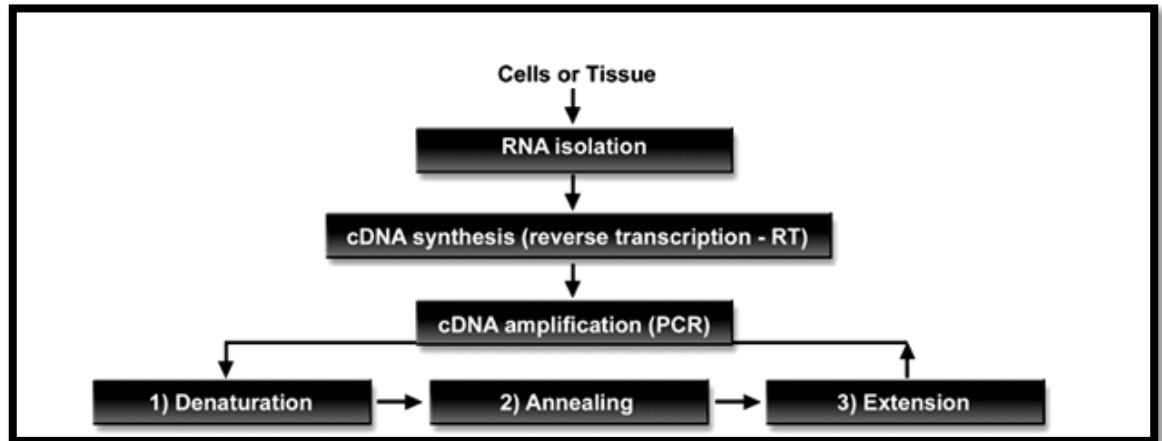 Cells or Tissue
RNA isolation
cDNA synthesis (reverse transcription - RT)
cDNA amplification (PCR)
1) Denaturation
2) Annealing
3) Extension